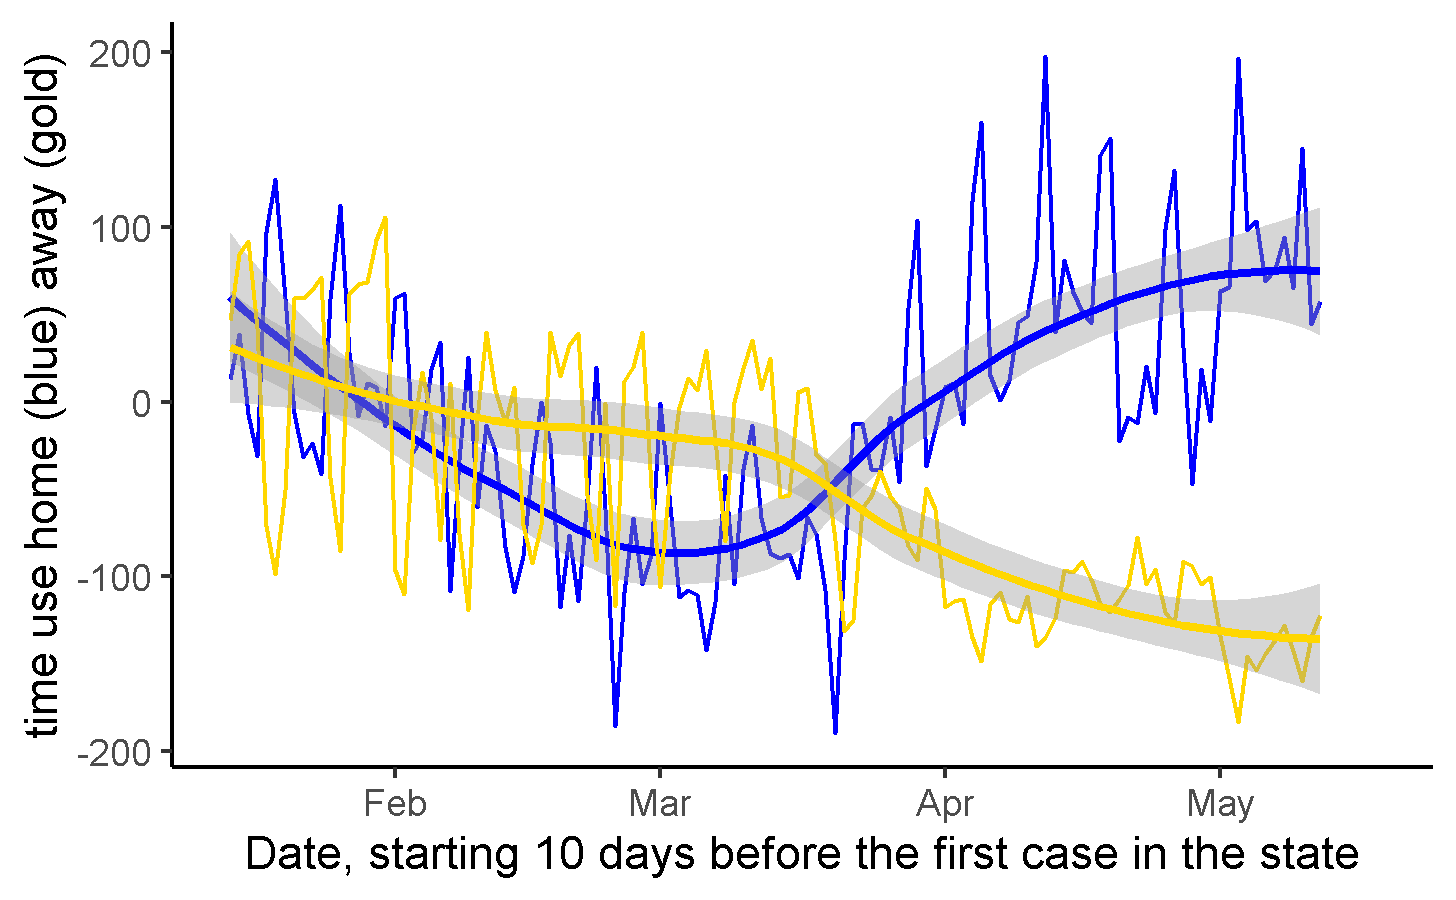 time use home (blue) away (gold)
200
100
0
-100
-200
Feb Mar Apr May
Date, starting 10 days before the first case in the state